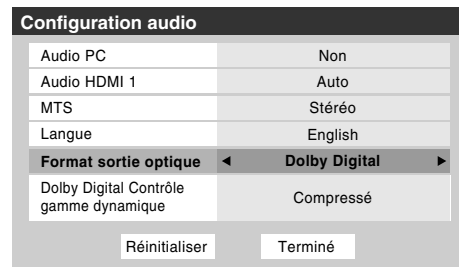 Configuration audio
Audio PC Non
Audio HDMI 1 Auto
MTS Stéréo
Langue English
Format sortie optique ◀ Dolby Digital ▶
Dolby Digital Contrôle
gamme dynamique Compressé
Réinitialiser Terminé